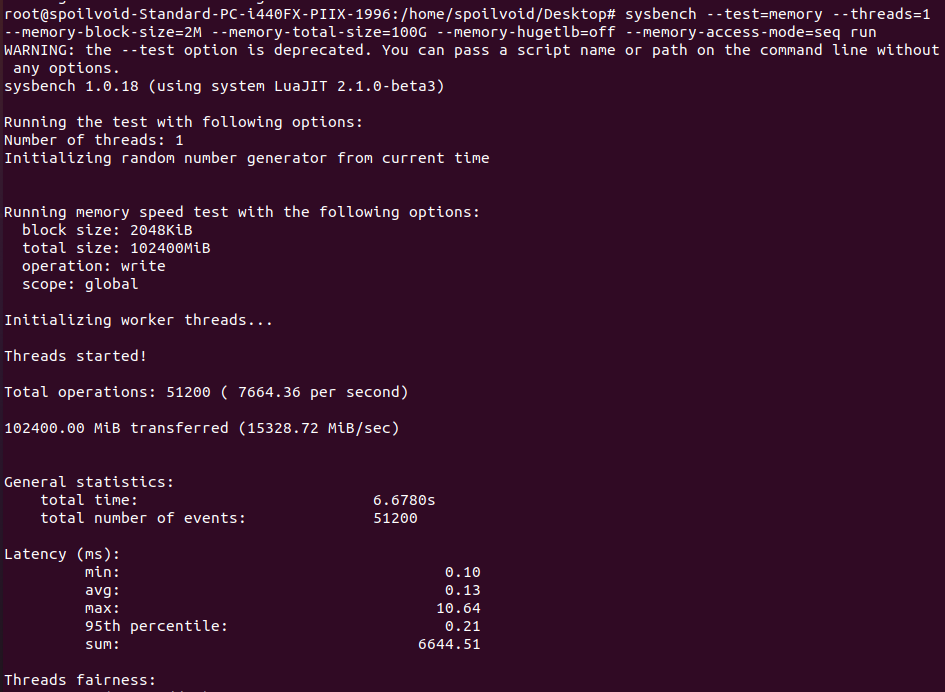 root@spoilvoid-Standard-PC-i440FX-PIIX-1996:/home/spoilvoid/Desktop# sysbench --test=memory --threads=1
--memory-block-size=2M --memory-total-size=100G --memory-hugetlb=off --memory-access-mode=seq run
WARNING: the --test option is deprecated. You can pass a script name or path on the command line without
any options.
sysbench 1.0.18 (using system LuaJIT 2.1.0-beta3)
Running the test with following options:
Number of threads: 1
Initializing random number generator from current time
Running memory speed test with the following options:
block size: 2048KiB
total size: 102400MiB
operation: write
scope: global
Initializing worker threads...
Threads started!
Total operations: 51200 ( 7664.36 per second)
102400.00 MiB transferred (15328.72 MiB/sec)
General statistics:
total time: 6.6780s
total number of events: 51200
Latency (ms):
min: 0.10
avg: 0.13
max: 10.64
95th percentile: 0.21
sum: 6644.51
Threads fairness: